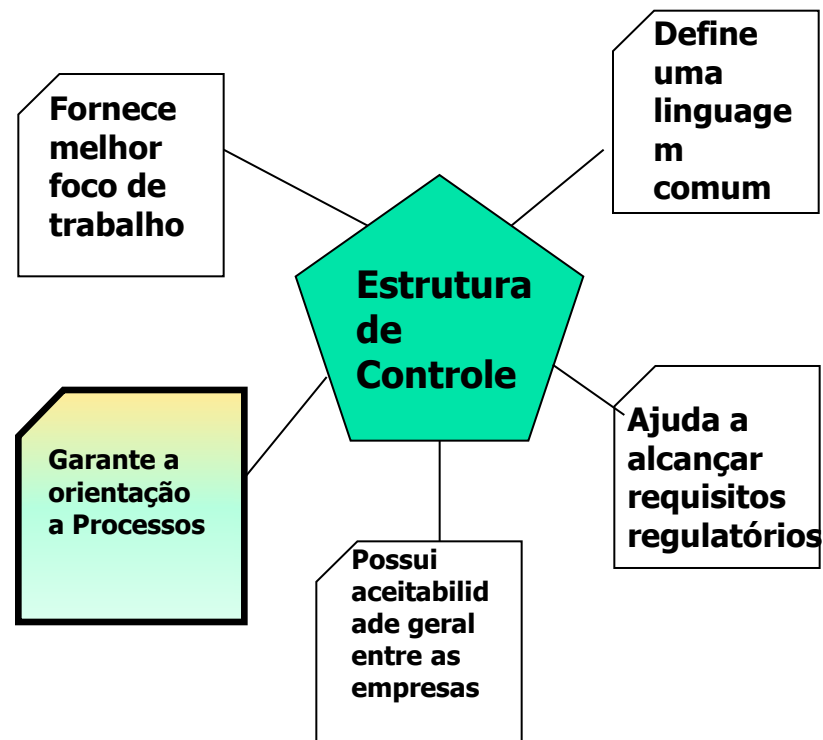 Fornece
melhor
foco de
trabalho
Define
uma
linguage
m
comum
Estrutura
de
Controle
Garante a
orientação
a Processos
Ajuda a
alcançar
requisitos
regulatórios
Possui
aceitabilid
ade geral
entre as
empresas